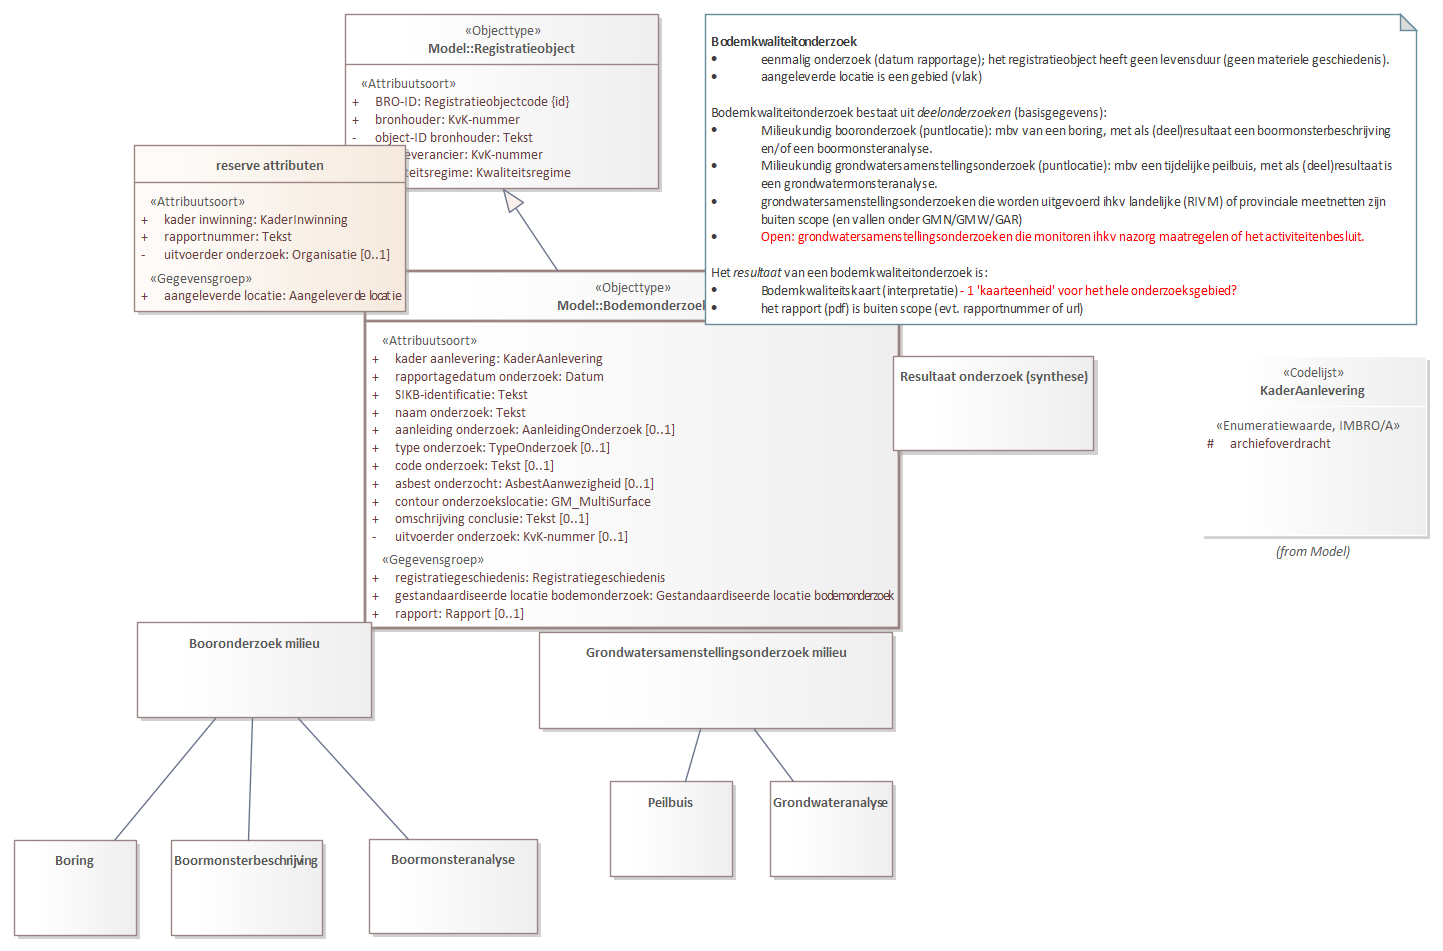 «Objecttype»
Model::Registratieobject
«Attribuutsoort»
+ BRO-ID: Registratieobjectcode {id}
+ bronhouder: KvK-nummer
- object-ID bronhouder: Tekst
everancier: KvK-nummer
iteitsregime: Kwaliteitsregime
reserve attributen
«Attribuutsoort»
+ kader inwinning: KaderInwinning
+ rapportnummer: Tekst
- uitvoerder onderzoek: Organisatie [0..1]
«Gegevensgroep»
+ aangeleverde locatie: Aangeleverde locatie
Bodemkwaliteitonderzoek
• eenmalig onderzoek (datum rapportage); het registratieobject heeft geen levensduur (geen materiele geschiedenis).
• aangeleverde locatie is een gebied (vlak)
Bodemkwaliteitonderzoek bestaat uit deelonderzoeken (basisgegevens):
• Milieukundig booronderzoek (puntlocatie): mbv van een boring, met als (deel)resultaat een boormonsterbeschrijving
en/of een boormonsteranalyse.
• Milieukundig grondwatersamenstellingsonderzoek (puntlocatie): mbv een tijdelijke peilbuis, met als (deel)resultaat is
een grondwatermonsteranalyse.
• grondwatersamenstellingsonderzoeken die worden uitgevoerd ihkv landelijke (RIVM) of provinciale meetnetten zijn
buiten scope (en vallen onder GMN/GMW/GAR)
• Open: grondwatersamenstellingsonderzoeken die monitoren ihkv nazorg maatregelen of het activiteitenbesluit.
Het resultaat van een bodemkwaliteitonderzoek is:
• Bodemkwaliteitskaart (interpretatie) - 1 'kaarteenheid' voor het hele onderzoeksgebied?
• het rapport (pdf) is buiten scope (evt. rapportnummer of url)
«Objecttype»
Model::Bodemonderzoek
«Attribuutsoort»
+ kader aanlevering: KaderAanlevering
+ rapportagedatum onderzoek: Datum
+ SIKB-identificatie: Tekst
+ naam onderzoek: Tekst
+ aanleiding onderzoek: AanleidingOnderzoek [0..1]
+ type onderzoek: TypeOnderzoek [0..1]
+ code onderzoek: Tekst [0..1]
+ asbest onderzocht: AsbestAanwezigheid [0..1]
+ contour onderzoekslocatie: GM_MultiSurface
+ omschrijving conclusie: Tekst [0..1]
- uitvoerder onderzoek: KvK-nummer [0..1]
«Gegevensgroep»
+ registratiegeschiedenis: Registratiegeschiedenis
+ gestandaardiseerde locatie bodemonderzoek: Gestandaardiseerde locatie bodemonderzoek
+ rapport: Rapport [0..1]
Resultaat onderzoek (synthese)
«Codelijst»
KaderAanlevering
«Enumeratiewaarde, IMBRO/A»
# archiefoverdracht
(from Model)
Booronderzoek milieu
Grondwatersamenstellingsonderzoek milieu
Peilbuis
Grondwateranalyse
Boring
Boormonsterbeschrijving
Boormonsteranalyse